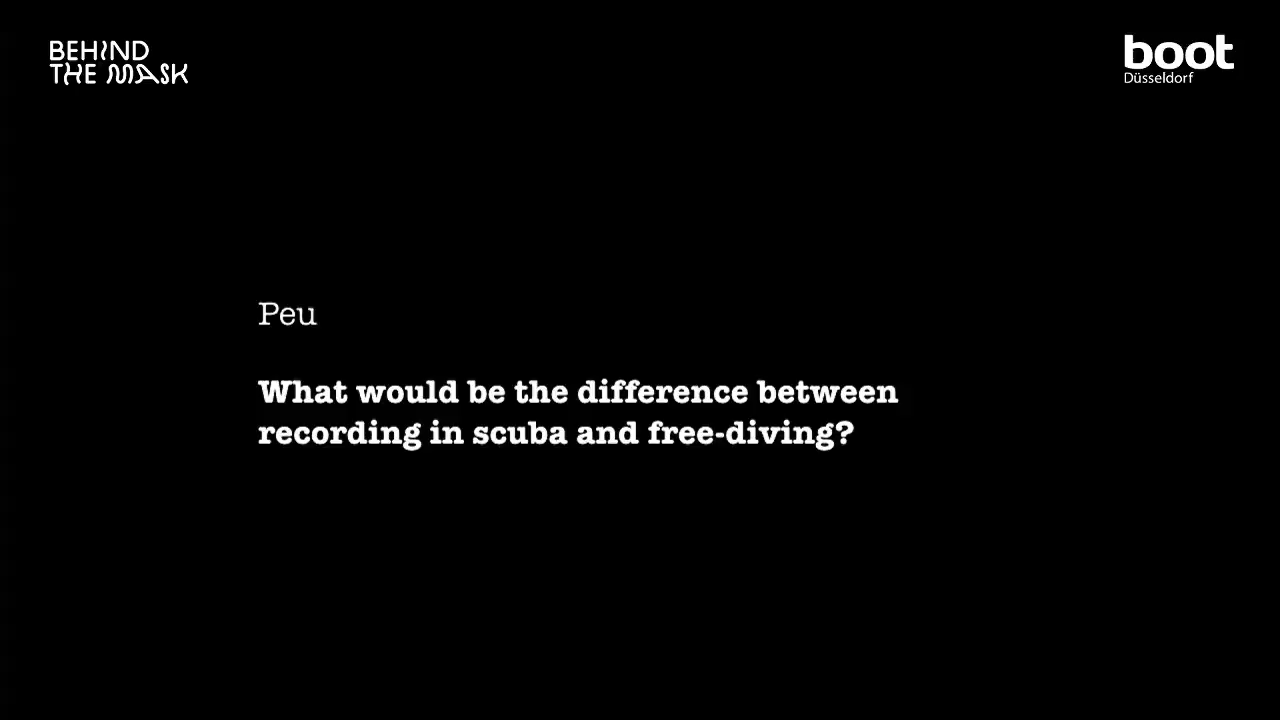 BEHIND
THE MASK
boot
Düsseldorf
Peu
What would be the difference between
recording in scuba and free-diving?